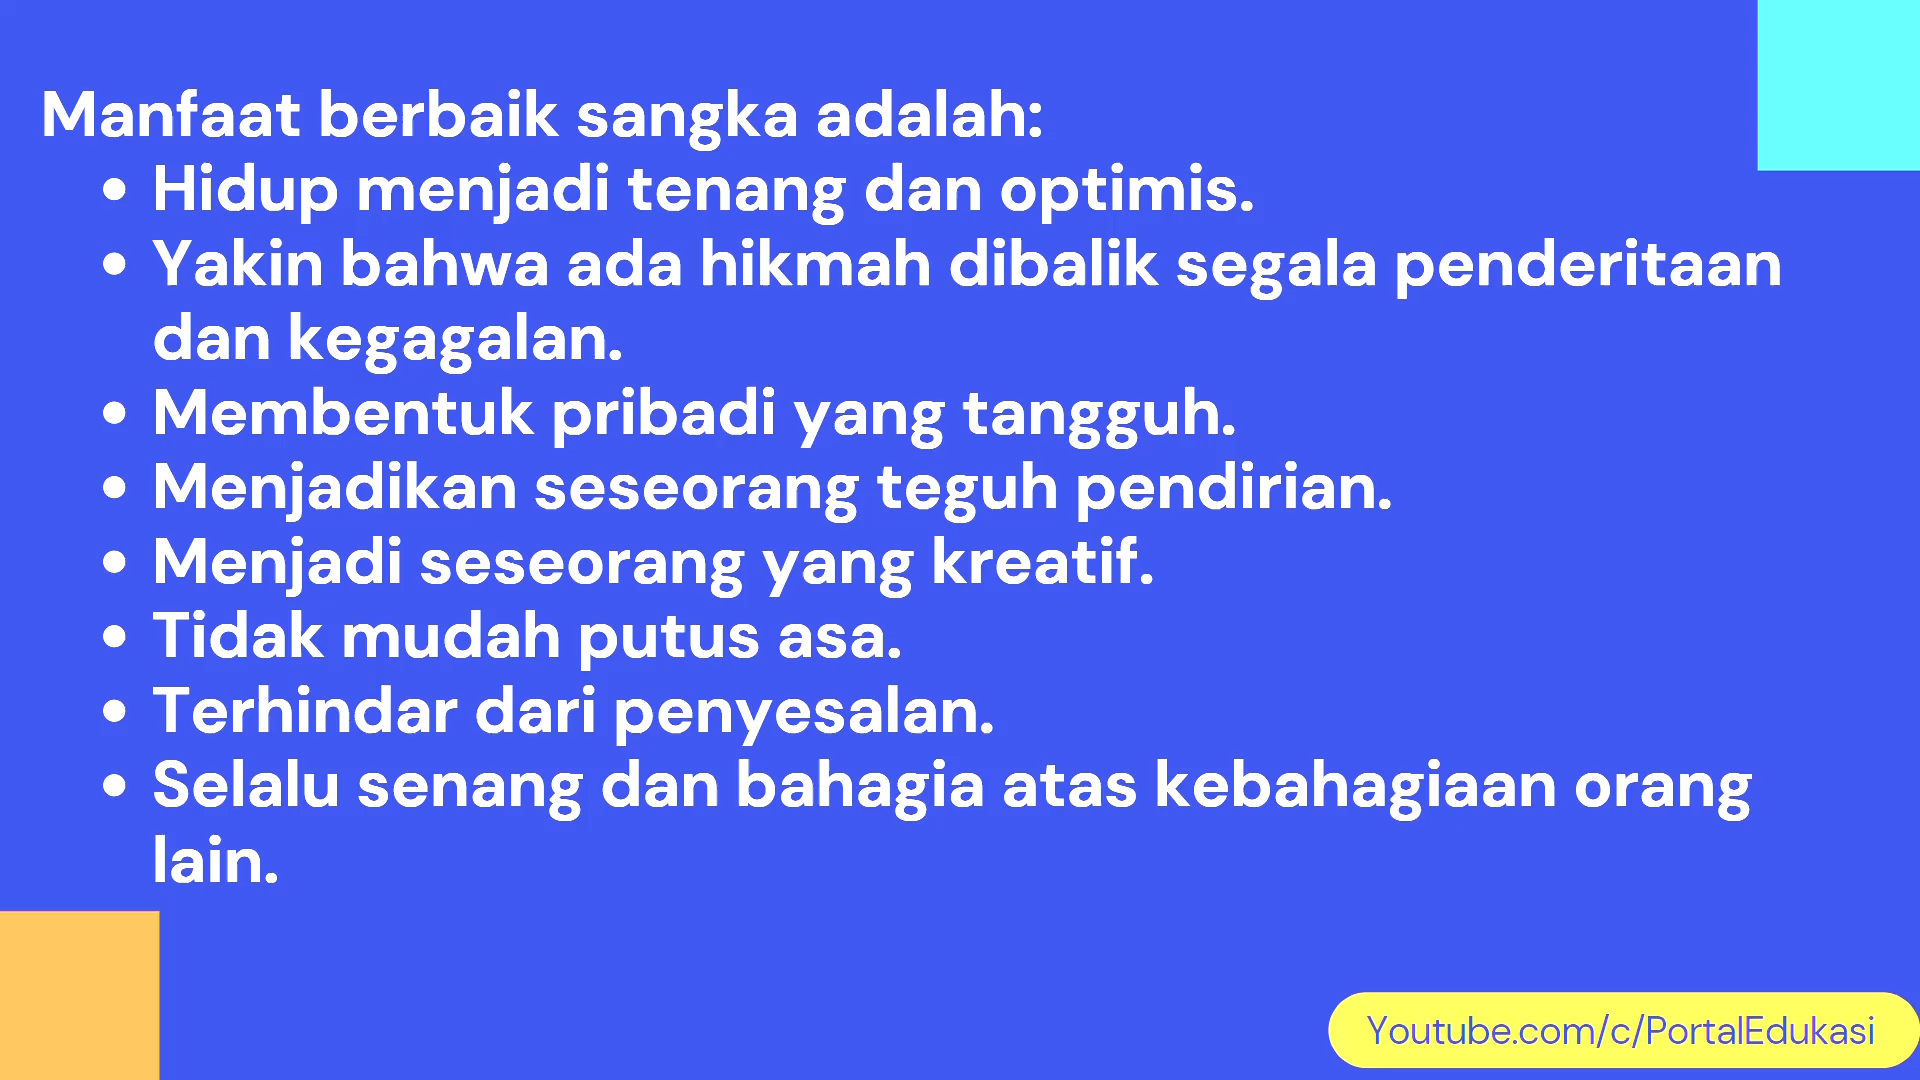 Manfaat berbaik sangka adalah:
• Hidup menjadi tenang dan optimis.
• Yakin bahwa ada hikmah dibalik segala penderitaan
dan kegagalan.
• Membentuk pribadi yang tangguh.
• Menjadikan seseorang teguh pendirian.
• Menjadi seseorang yang kreatif.
• Tidak mudah putus asa.
• Terhindar dari penyesalan.
• Selalu senang dan bahagia atas kebahagiaan orang
lain.
Youtube.com/c/PortalEdukasi